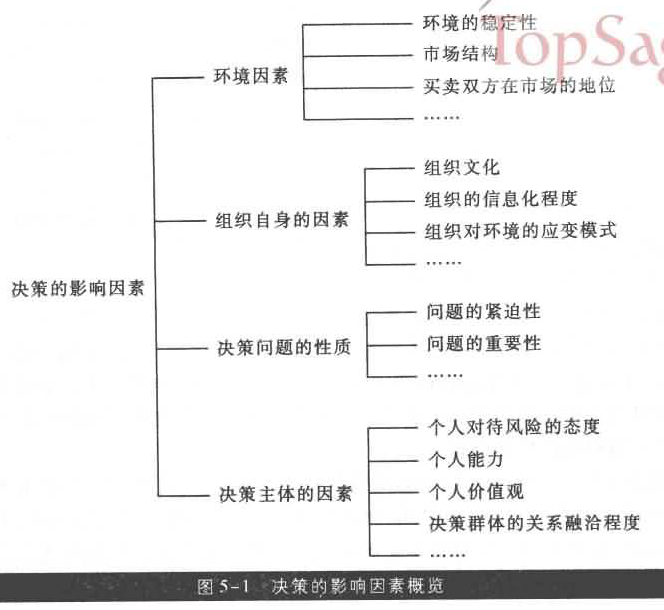 环境的稳定性
市场结构
环境因素
买卖双方在市场的地位
……
TopSa
组织文化
组织的信息化程度
组织自身的因素
组织对环境的应变模式
……
决策的影响因素
问题的紧迫性
决策问题的性质
问题的重要性
……
个人对待风险的态度
个人能力
决策主体的因素
个人价值观
决策群体的关系融洽程度
……
图5-1 决策的影响因素概览